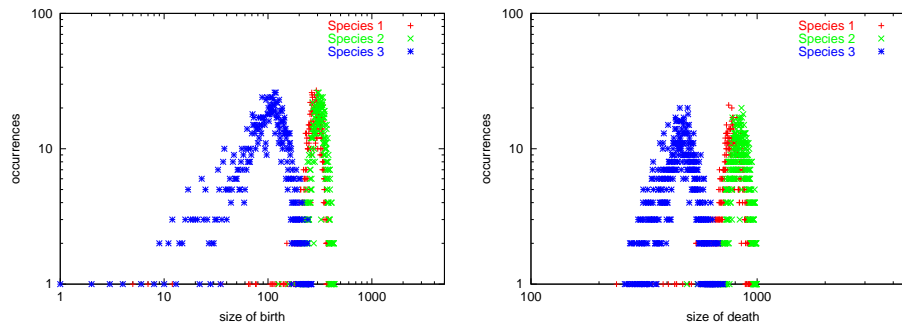 100
10
1
occurrences
Species 1
Species 2
Species 3
1
10
100
1000
size of birth
100
10
1
occurrences
Species 1
Species 2
Species 3
100
1000
size of death